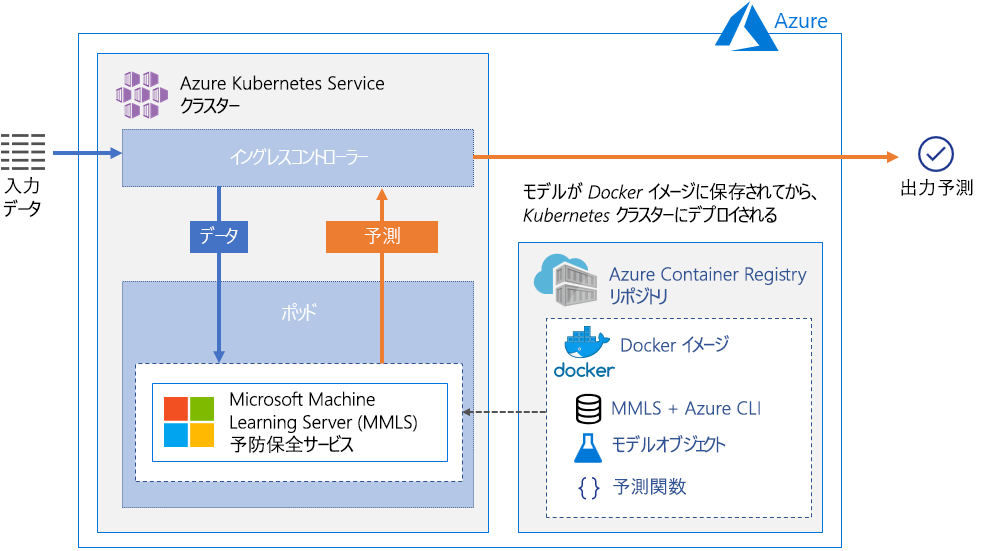 Azure
Azure Kubernetes Service
クラスター
イングレスコントローラー
入力
データ
出力予測
モデルが Docker イメージに保存されてから、
Kubernetes クラスターにデプロイされる
データ
予測
Azure Container Registry
リポジトリ
ポッド
docker
Docker イメージ
Microsoft Machine
Learning Server (MMLS)
予防保全サービス
MMLS + Azure CLI
モデルオブジェクト
{ } 予測関数